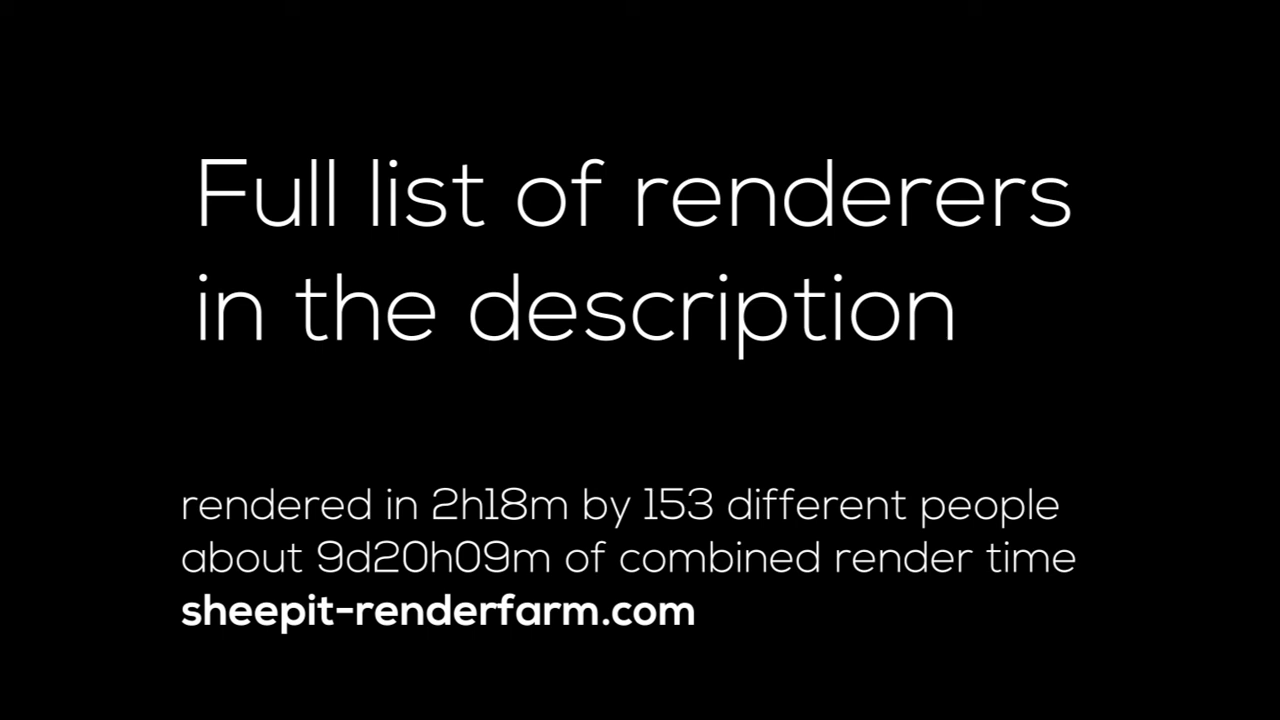 Full list of renderers
in the description
rendered in 2h18m by 153 different people
about 9d20h09m of combined render time
sheepit-renderfarm.com